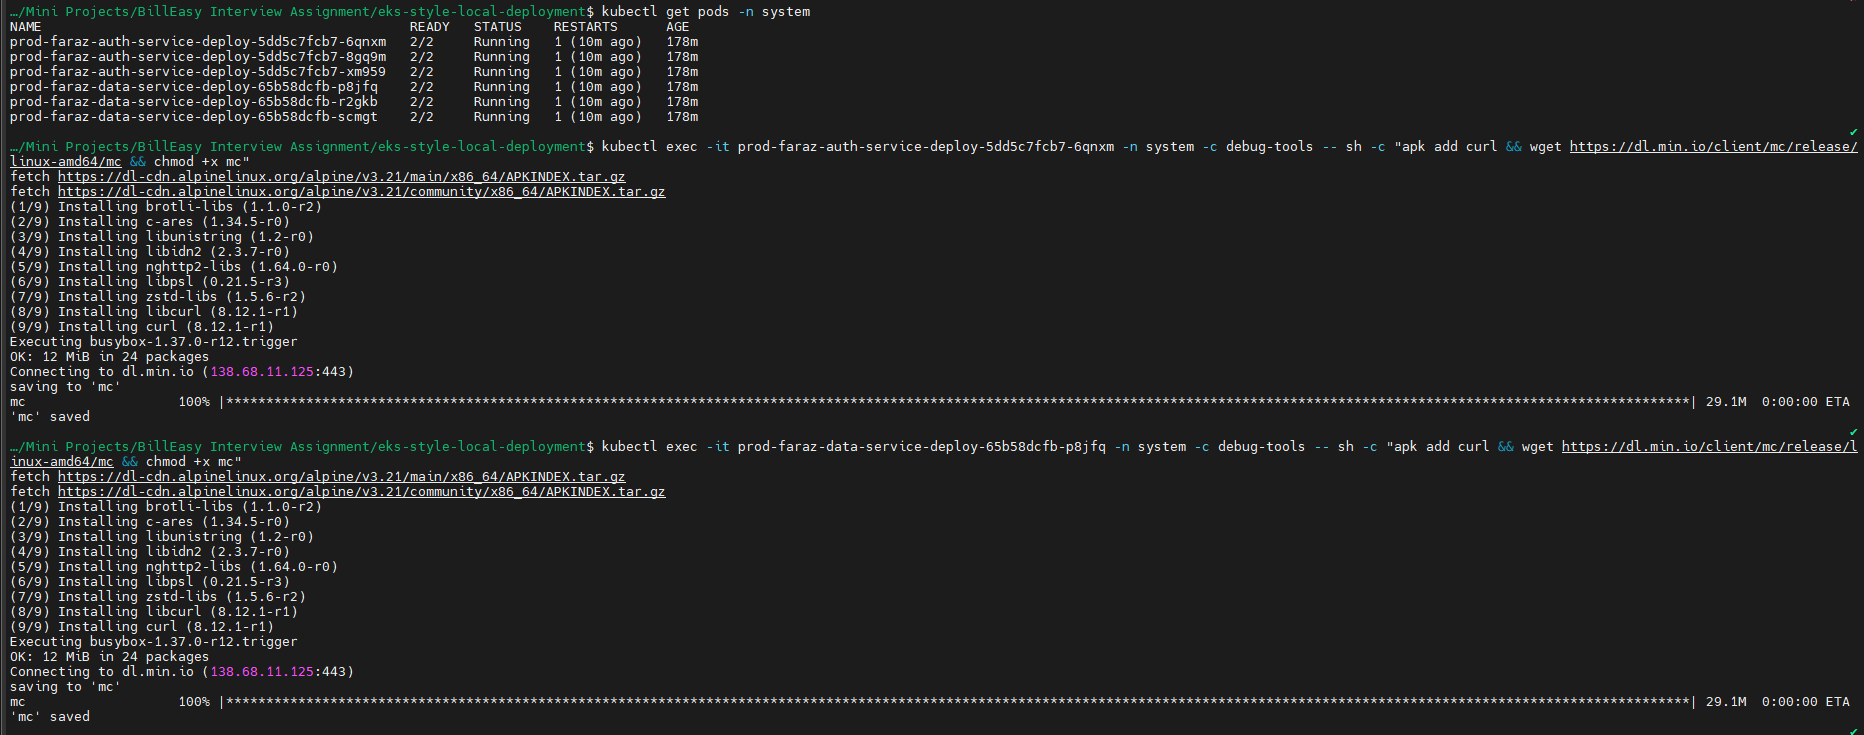 …/Mini Projects/BillEasy Interview Assignment/eks-style-local-deployment$ kubectl get pods -n system
NAME READY STATUS RESTARTS AGE
prod-faraz-auth-service-deploy-5dd5c7fcb7-6qnxm 2/2 Running 1 (10m ago) 178m
prod-faraz-auth-service-deploy-5dd5c7fcb7-8gq9m 2/2 Running 1 (10m ago) 178m
prod-faraz-auth-service-deploy-5dd5c7fcb7-xm959 2/2 Running 1 (10m ago) 178m
prod-faraz-data-service-deploy-65b58dcfb-p8jfq 2/2 Running 1 (10m ago) 178m
prod-faraz-data-service-deploy-65b58dcfb-r2gkb 2/2 Running 1 (10m ago) 178m
prod-faraz-data-service-deploy-65b58dcfb-scmgt 2/2 Running 1 (10m ago) 178m
✔
…/Mini Projects/BillEasy Interview Assignment/eks-style-local-deployment$ kubectl exec -it prod-faraz-auth-service-deploy-5dd5c7fcb7-6qnxm -n system -c debug-tools -- sh -c "apk add curl && wget https://dl.min.io/client/mc/release/
linux-amd64/mc && chmod +x mc"
fetch https://dl-cdn.alpinelinux.org/alpine/v3.21/main/x86_64/APKINDEX.tar.gz
fetch https://dl-cdn.alpinelinux.org/alpine/v3.21/community/x86_64/APKINDEX.tar.gz
(1/9) Installing brotli-libs (1.1.0-r2)
(2/9) Installing c-ares (1.34.5-r0)
(3/9) Installing libunistring (1.2-r0)
(4/9) Installing libidn2 (2.3.7-r0)
(5/9) Installing nghttp2-libs (1.64.0-r0)
(6/9) Installing libpsl (0.21.5-r3)
(7/9) Installing zstd-libs (1.5.6-r2)
(8/9) Installing libcurl (8.12.1-r1)
(9/9) Installing curl (8.12.1-r1)
Executing busybox-1.37.0-r12.trigger
OK: 12 MiB in 24 packages
Connecting to dl.min.io (138.68.11.125:443)
saving to 'mc'
mc 100% |***************************************************************************************************************************************************************************************| 29.1M 0:00:00 ETA
'mc' saved
✔
…/Mini Projects/BillEasy Interview Assignment/eks-style-local-deployment$ kubectl exec -it prod-faraz-data-service-deploy-65b58dcfb-p8jfq -n system -c debug-tools -- sh -c "apk add curl && wget https://dl.min.io/client/mc/release/l
inux-amd64/mc && chmod +x mc"
fetch https://dl-cdn.alpinelinux.org/alpine/v3.21/main/x86_64/APKINDEX.tar.gz
fetch https://dl-cdn.alpinelinux.org/alpine/v3.21/community/x86_64/APKINDEX.tar.gz
(1/9) Installing brotli-libs (1.1.0-r2)
(2/9) Installing c-ares (1.34.5-r0)
(3/9) Installing libunistring (1.2-r0)
(4/9) Installing libidn2 (2.3.7-r0)
(5/9) Installing nghttp2-libs (1.64.0-r0)
(6/9) Installing libpsl (0.21.5-r3)
(7/9) Installing zstd-libs (1.5.6-r2)
(8/9) Installing libcurl (8.12.1-r1)
(9/9) Installing curl (8.12.1-r1)
Executing busybox-1.37.0-r12.trigger
OK: 12 MiB in 24 packages
Connecting to dl.min.io (138.68.11.125:443)
saving to 'mc'
mc 100% |***************************************************************************************************************************************************************************************| 29.1M 0:00:00 ETA
'mc' saved
✔